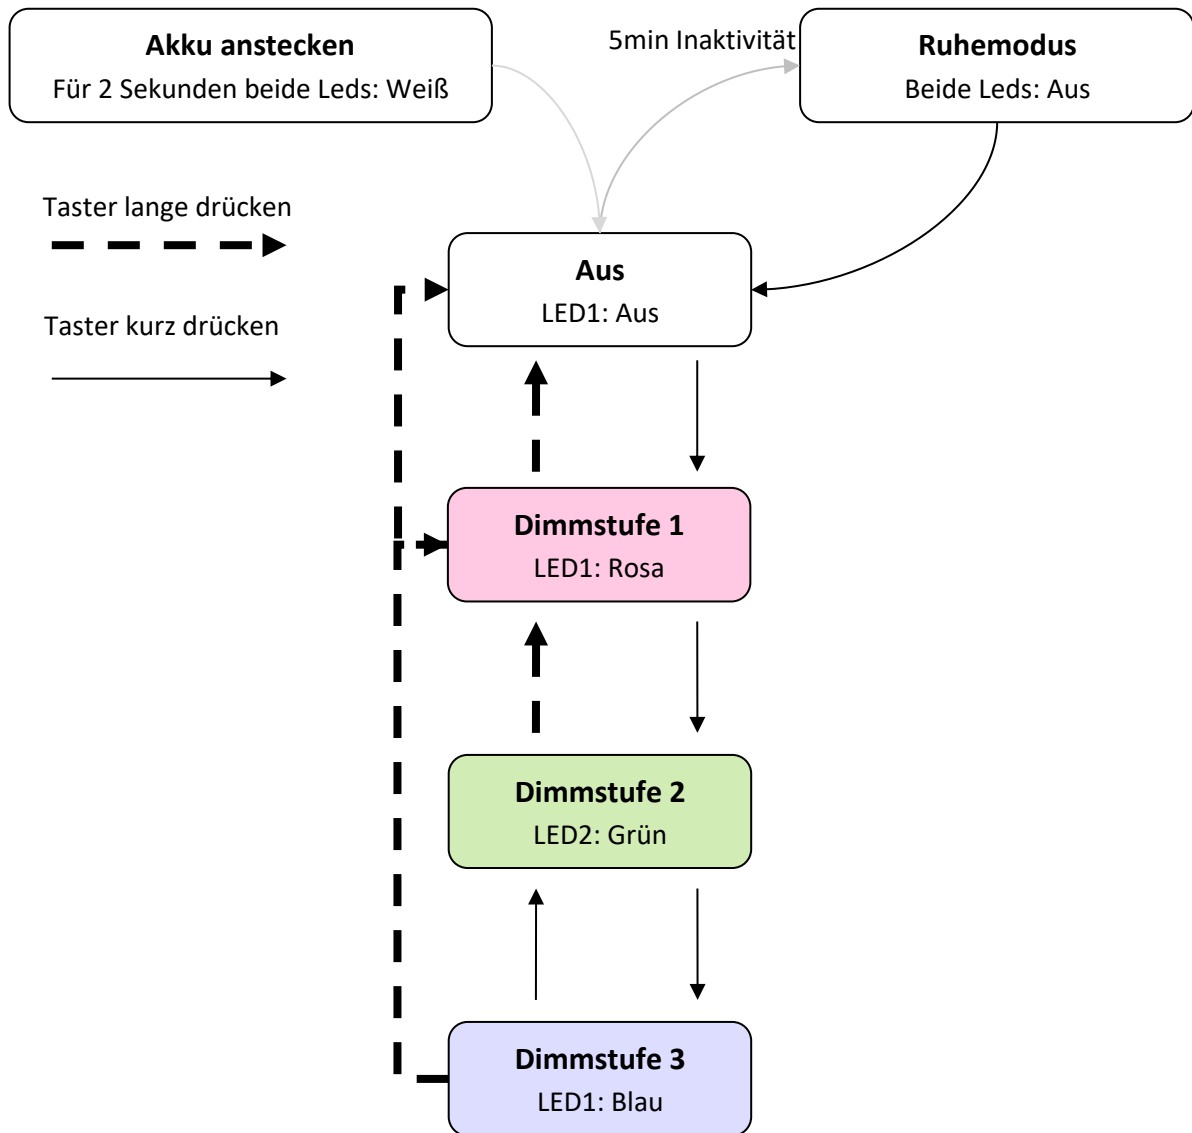 Akku anstecken
Für 2 Sekunden beide Leds: Weiß
5min Inaktivität
Ruhemodus
Beide Leds: Aus
Taster lange drücken
Taster kurz drücken
Aus
LED1: Aus
Dimmstufe 1
LED1: Rosa
Dimmstufe 2
LED2: Grün
Dimmstufe 3
LED1: Blau